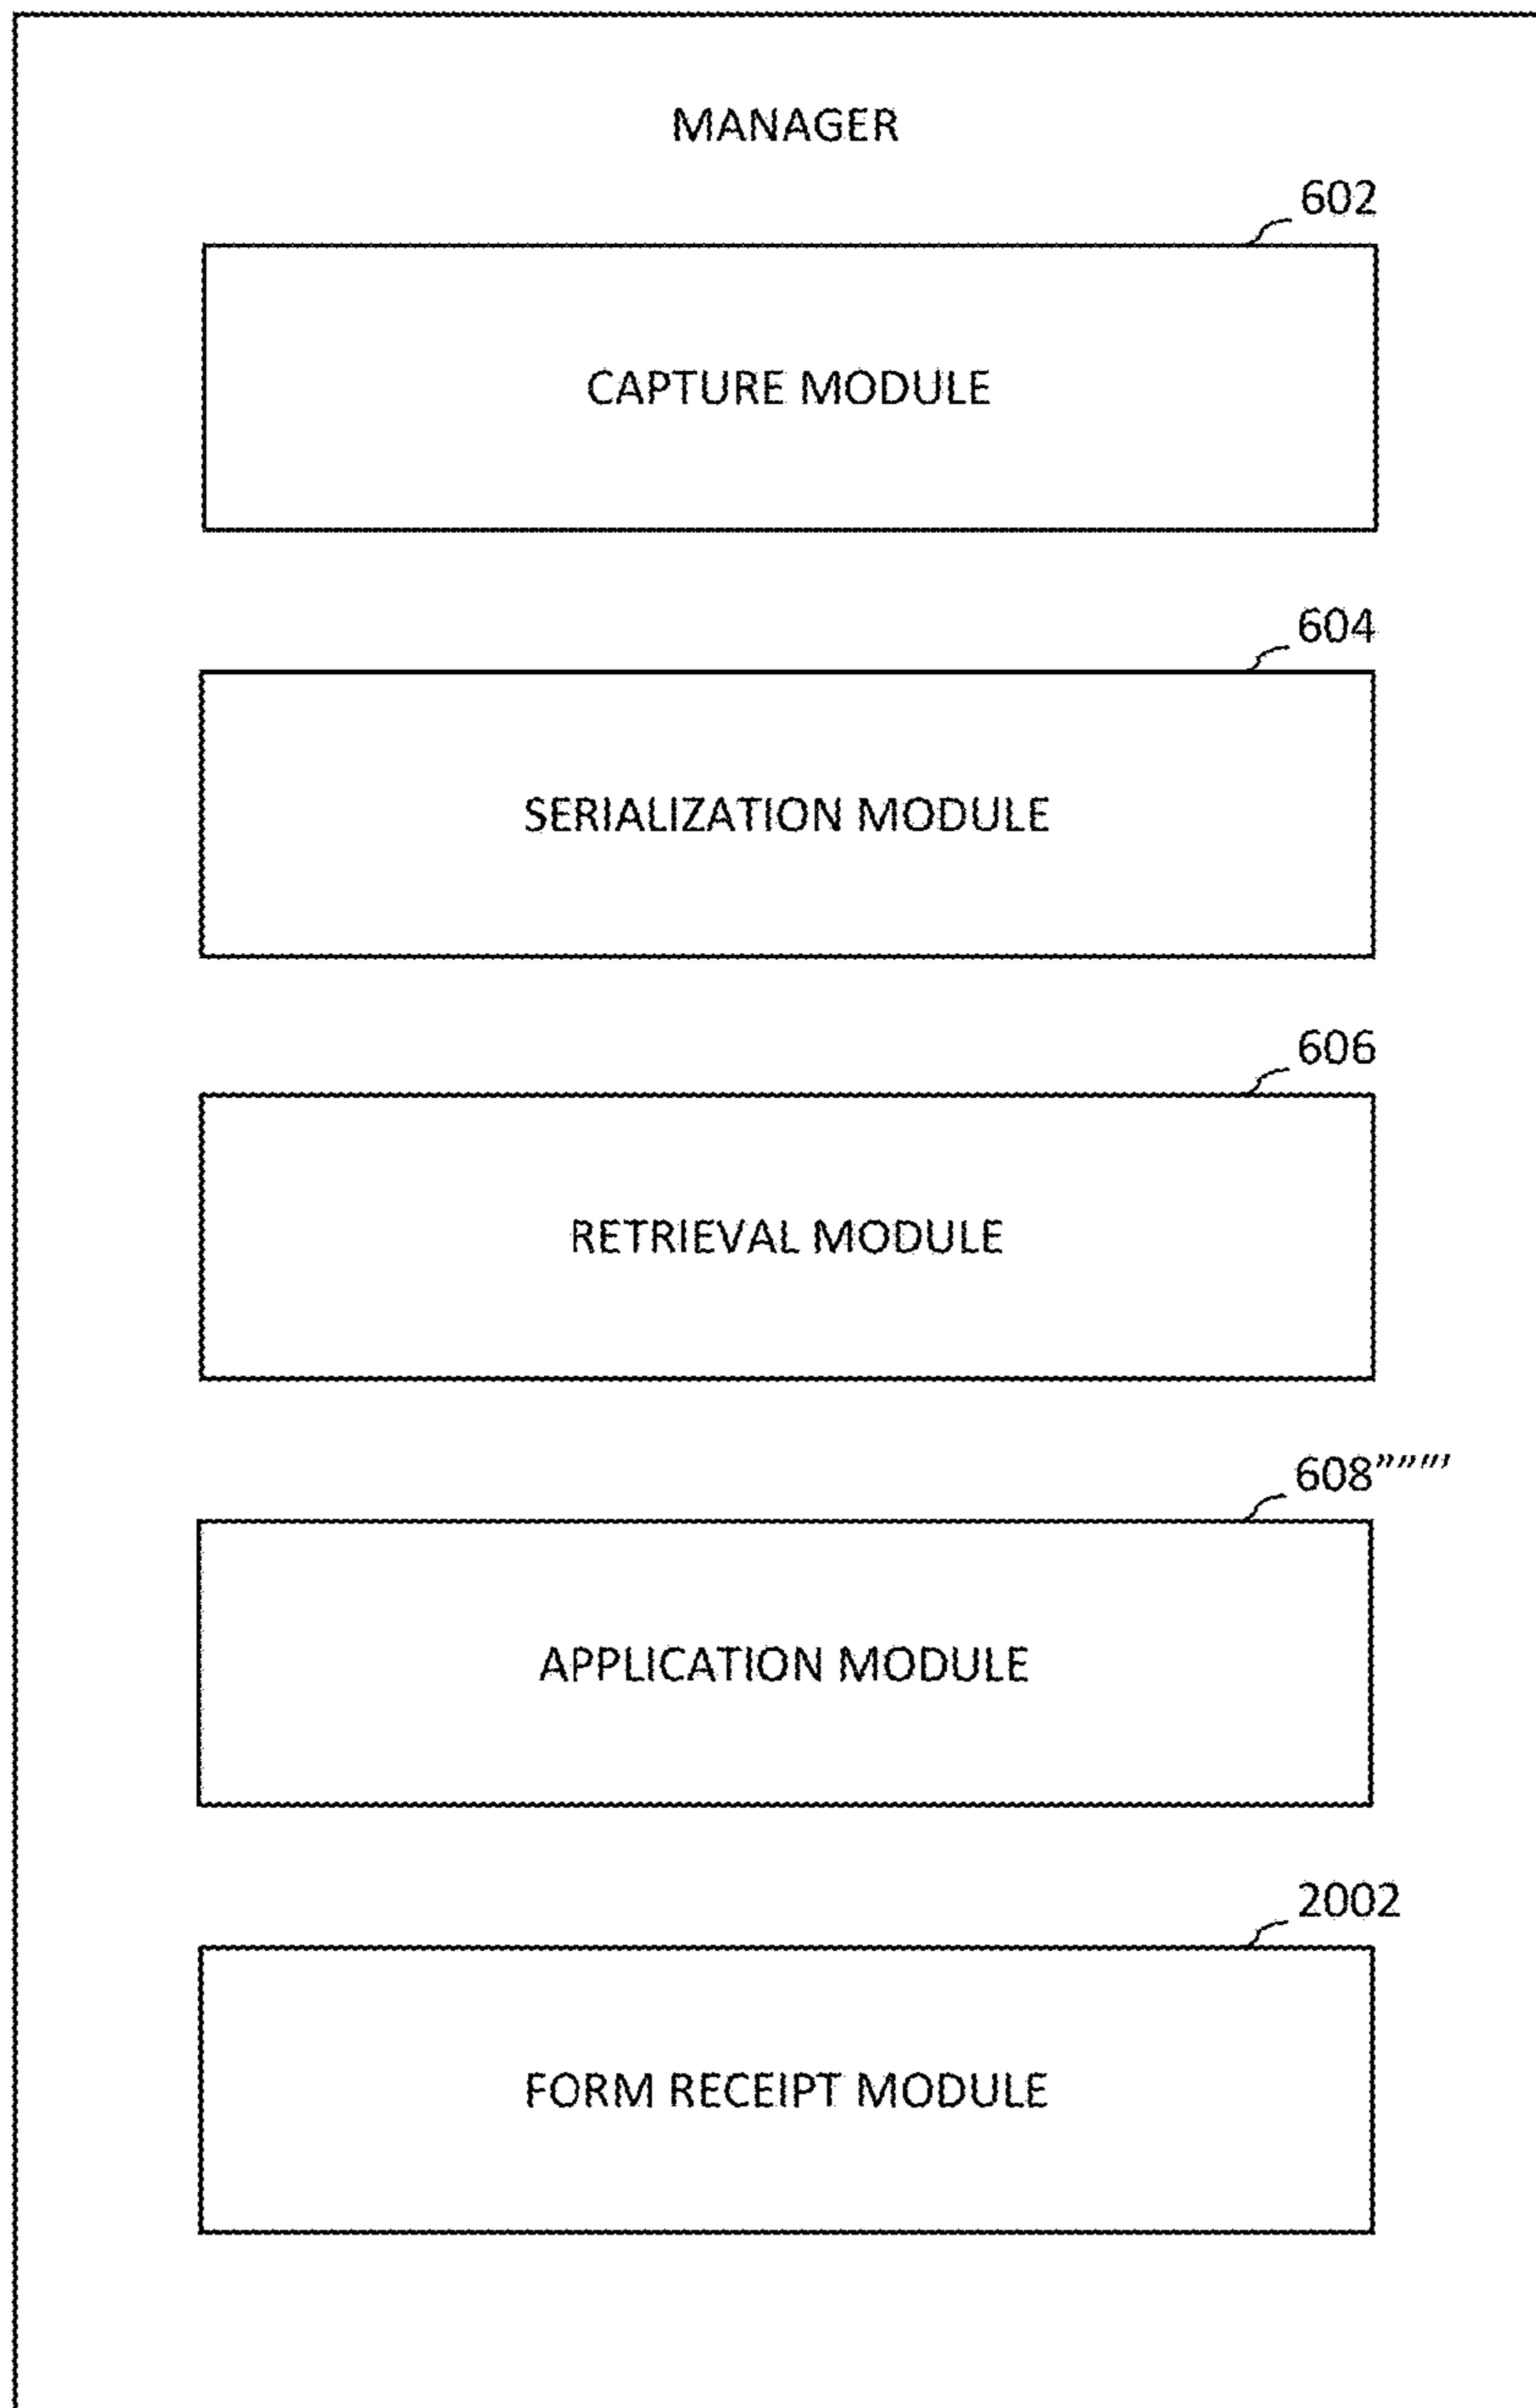 MANAGER
602
CAPTURE MODULE
604
SERIALIZATION MODULE
606
RETRIEVAL MODULE
608”””’
APPLICATION MODULE
2002
FORM RECEIPT MODULE